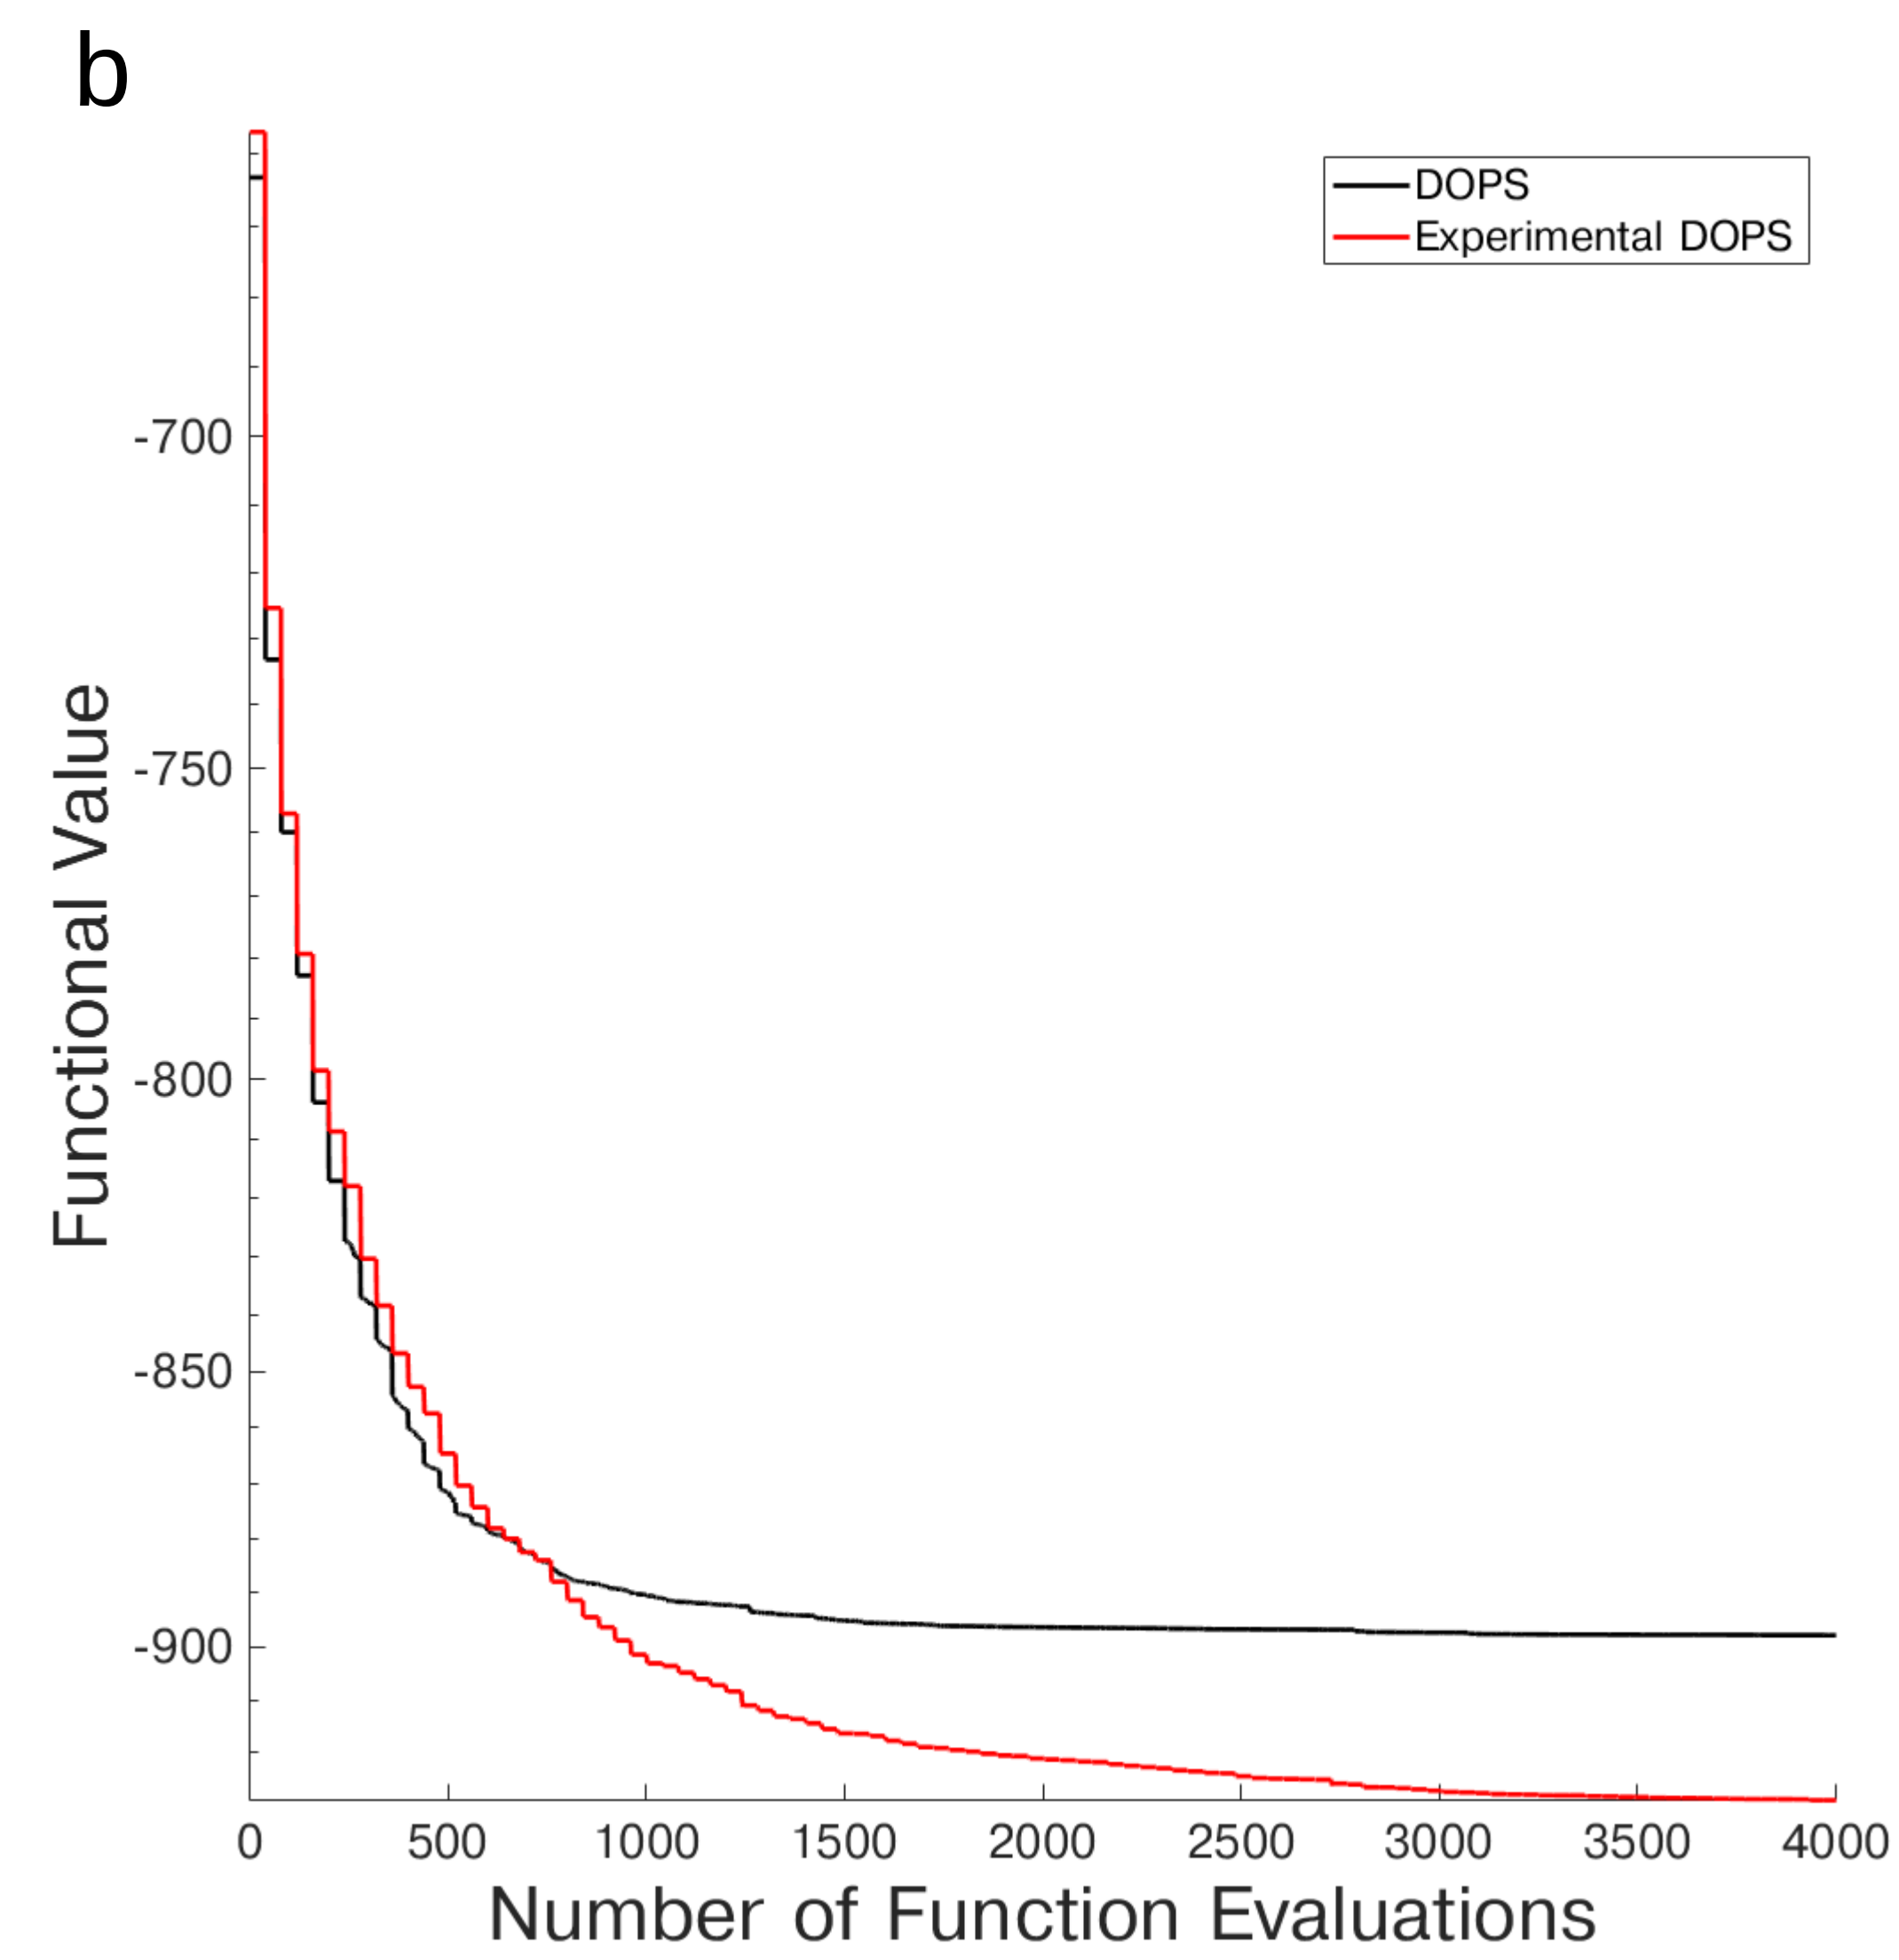 b
DOPS
Experimental DOPS
Functional Value
-700
-750
-800
-850
-900
0 500 1000 1500 2000 2500 3000 3500 4000
Number of Function Evaluations